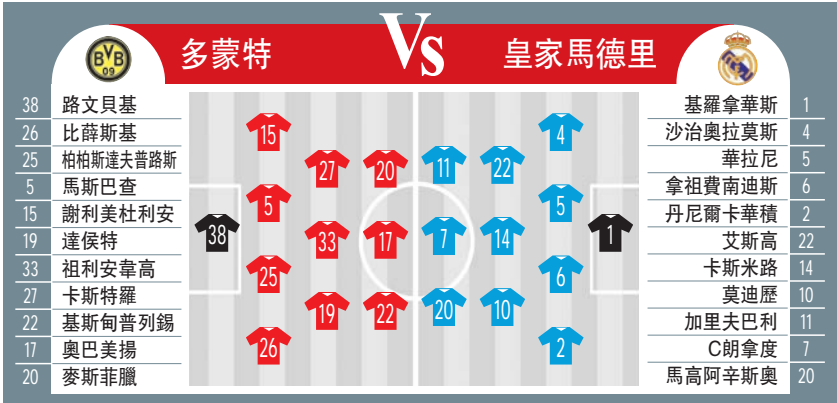 BVB
09
多蒙特
Vs
皇家馬德里
38 路文貝基
26 比薛斯基
25 柏柏斯達夫普路斯
5 馬斯巴查
15 謝利美杜利安
19 達侯特
33 祖利安韋高
27 卡斯特羅
22 基斯甸普列錫
17 奧巴美揚
20 麥斯菲臘
38
15
5
25
26
27
33
19
20
17
22
11
7
20
22
14
10
4
5
6
2
1
基羅拿華斯 1
沙治奧拉莫斯 4
華拉尼 5
拿祖費南迪斯 6
丹尼爾卡華積 2
艾斯高 22
卡斯米路 14
莫迪歷 10
加里夫巴利 11
C朗拿度 7
馬高阿辛斯奧 20